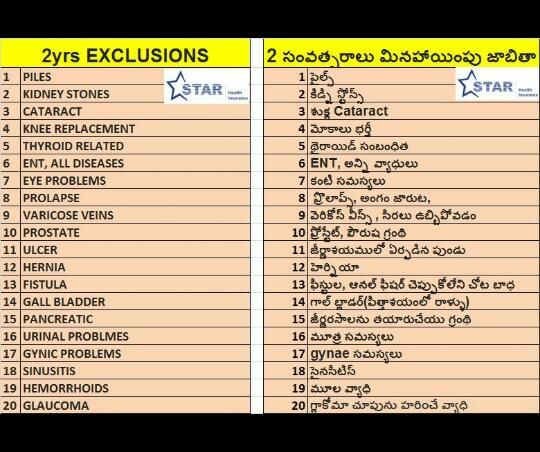 2yrs EXCLUSIONS
1 PILES
2 KIDNEY STONES
3 CATARACT
4 KNEE REPLACEMENT
5 THYROID RELATED
6 ENT, ALL DISEASES
7 EYE PROBLEMS
8 PROLAPSE
9 VARICOSE VEINS
10 PROSTATE
11 ULCER
12 HERNIA
13 FISTULA
14 GALL BLADDER
15 PANCREATIC
16 URINAL PROBLMES
17 GYNIC PROBLEMS
18 SINUSITIS
19 HEMORRHOIDS
20 GLAUCOMA
STAR Health Insurance
2 సంవత్సరాలు మినహాయింపు జాబితా
1 పైల్స్
2 కిడ్ని స్టోన్స్
3 శుక్ల Cataract
4 మోకాలు భర్తీ
5 థైరాయిడ్ సంబంధిత
6 ENT, అన్ని వ్యాధులు
7 కంటి సమస్యలు
8 ప్రొలాప్స్, అంగం జారుట,
9 వెరికోస్ వీన్స్ , సిరలు ఉబ్బిపోవడం
10 ప్రోస్టేట్, పౌరుష గ్రంథి
11 జీర్ణాశయములో ఏర్పడిన పుండు
12 హెర్నియా
13 ఫిస్టుల, ఆనల్ ఫిషర్ చెప్పుకోలేని చోట బాధ
14 గాల్ బ్లాడర్(పిత్తాశయంలో రాళ్ళు)
15 జీర్ణరసాలను తయారుచేయు గ్రంథి
16 మూత్ర సమస్యలు
17 gynae సమస్యలు
18 సైనసిటిస్
19 మూల వ్యాధి
20 గ్లాకోమా చూపును హరించే వ్యాధి
STAR Health Insurance